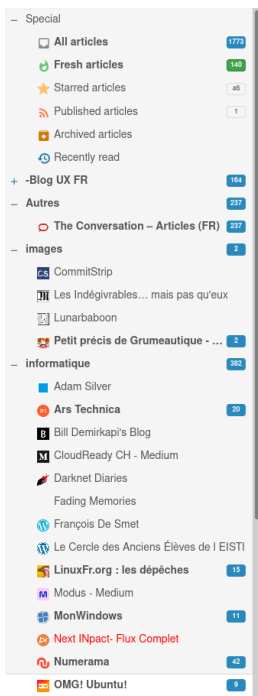 Special
All articles 1773
Fresh articles 140
Starred articles 46
Published articles 1
Archived articles
Recently read
-Blog UX FR 164
Autres 237
The Conversation – Articles (FR) 237
images 2
CommitStrip
Les Indégivrables… mais pas qu'eux
Lunarbaboon
Petit précis de Grumeautique - ... 2
informatique 382
Adam Silver
Ars Technica 20
Bill Demirkapi's Blog
CloudReady CH - Medium
Darknet Diaries
Fading Memories
François De Smet
Le Cercle des Anciens Élèves de l EISTI
LinuxFr.org : les dépêches 15
Modus - Medium
MonWindows 11
Next INpact- Flux Complet
Numerama 42
OMG! Ubuntu! 9